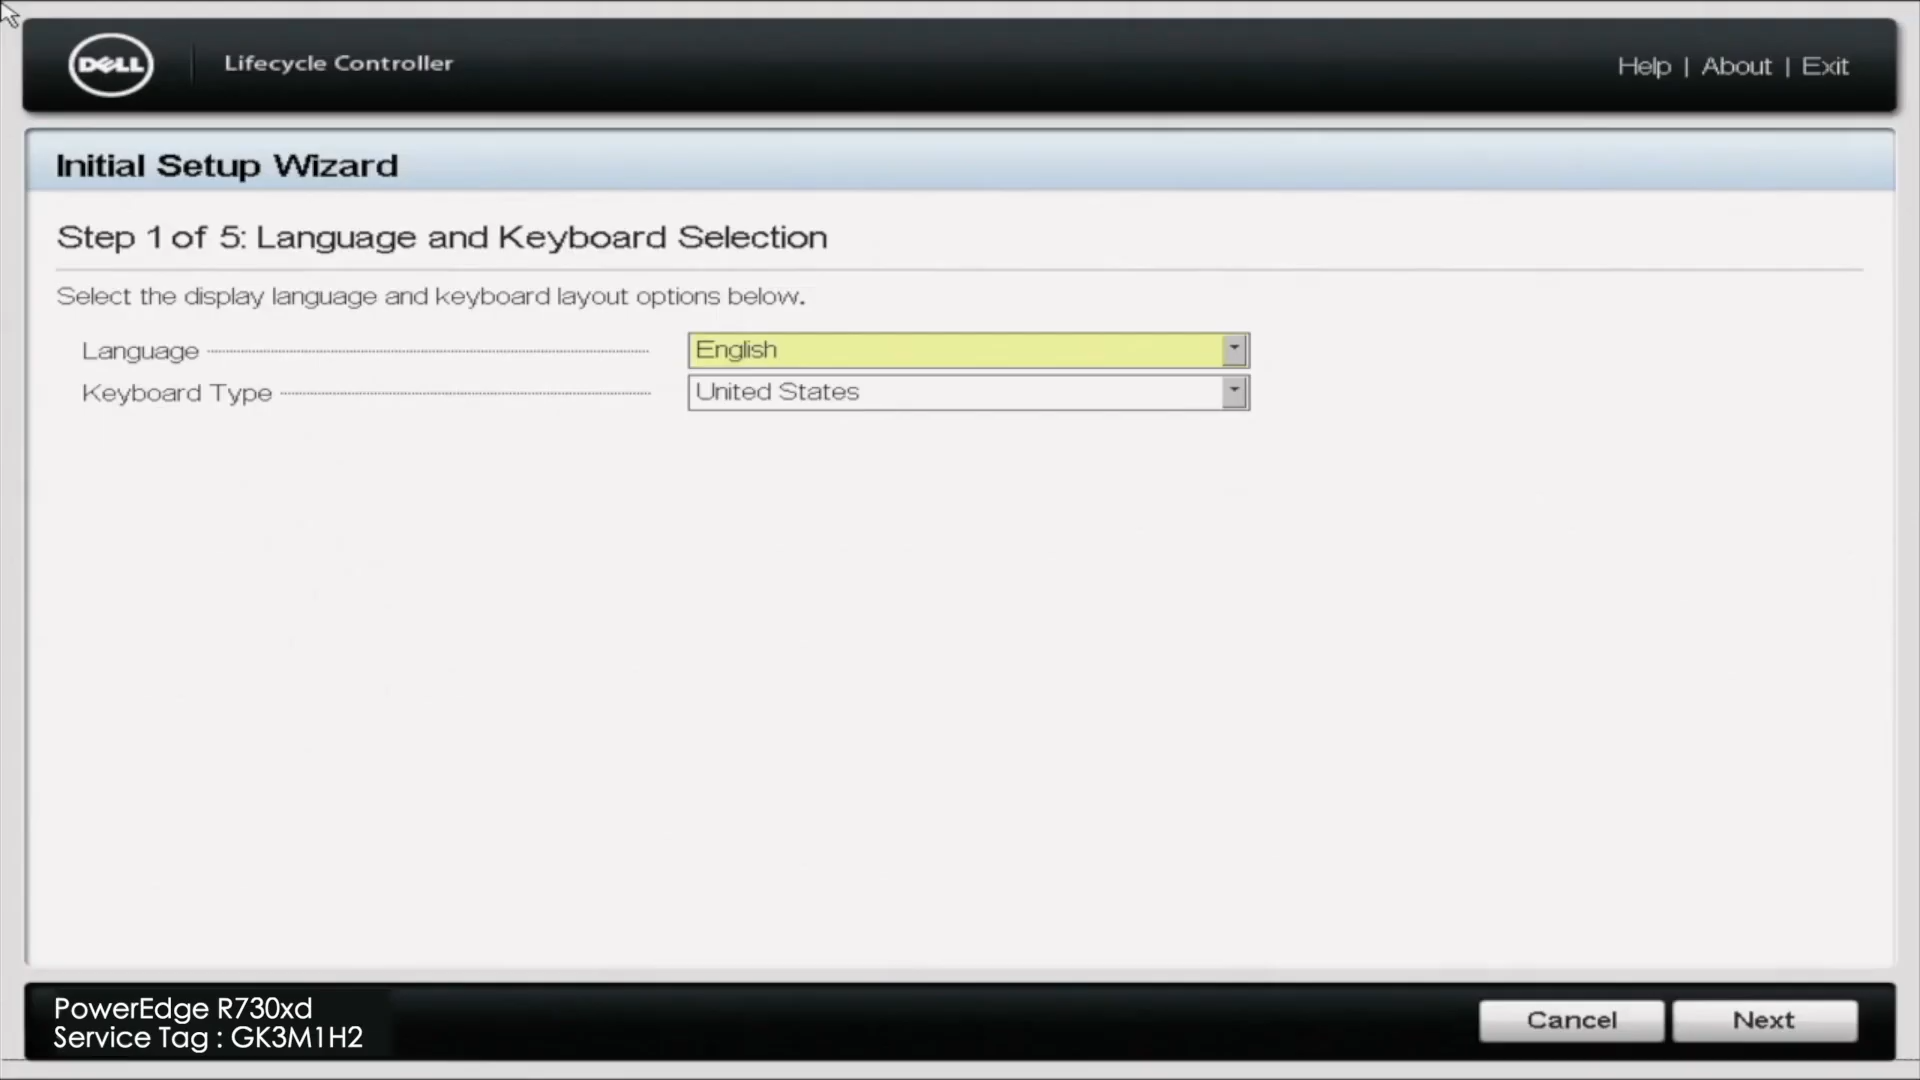 DELL
Lifecycle Controller
Help | About | Exit
Initial Setup Wizard
Step 1 of 5: Language and Keyboard Selection
Select the display language and keyboard layout options below.
Language English
Keyboard Type United States
PowerEdge R730xd
Service Tag : GK3M1H2
Cancel Next